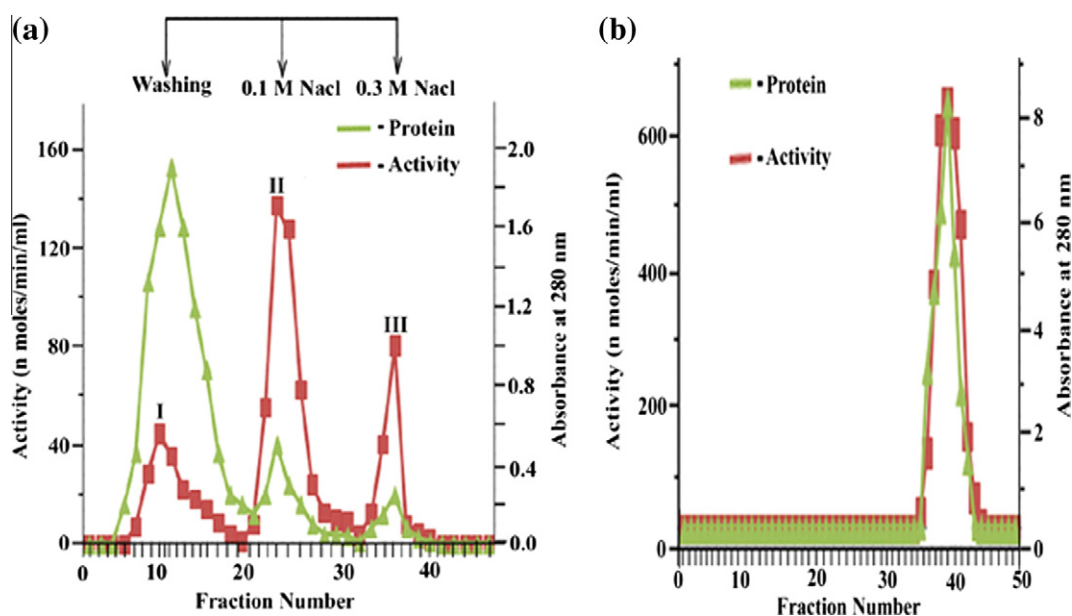 (a)
Washing 0.1 M Nacl 0.3 M Nacl
Protein
Activity
I
II
III
Activity (n moles/min/ml)
160
120
80
40
0
Absorbance at 280 nm
2.0
1.6
1.2
0.8
0.4
0.0
0 10 20 30 40
Fraction Number
(b)
Protein
Activity
Activity (n moles/min/ml)
600
400
200
0
Absorbance at 280 nm
8
6
4
2
0
0 10 20 30 40 50
Fraction Number